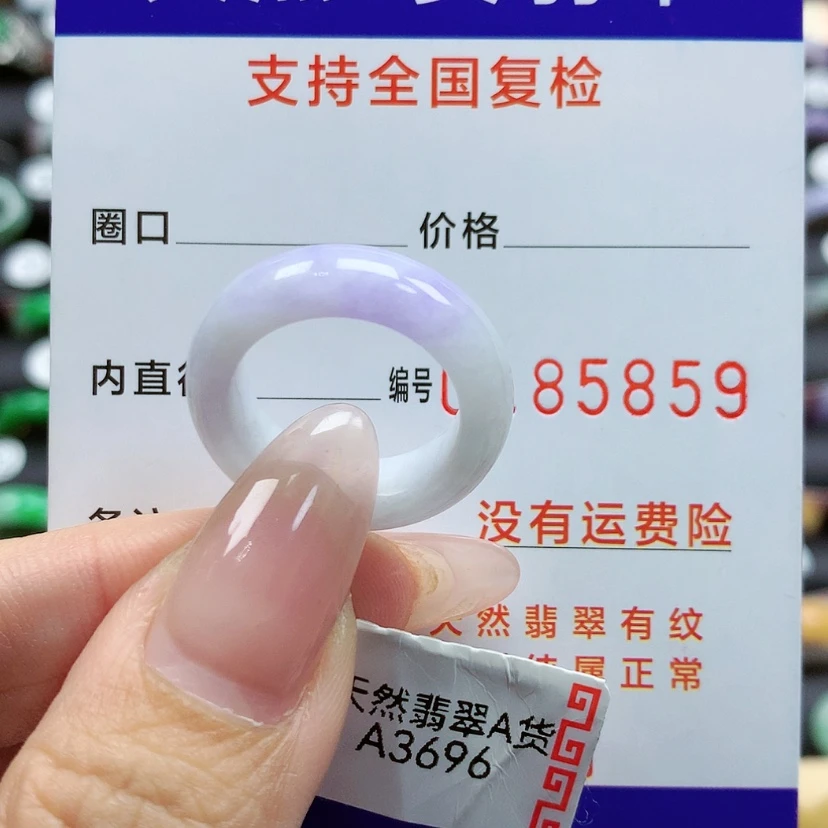 支持全国复检
圈口 价格
内直 编号 85859
没有运费险
然翡翠有纹
属正常
天然翡翠A货
A3696